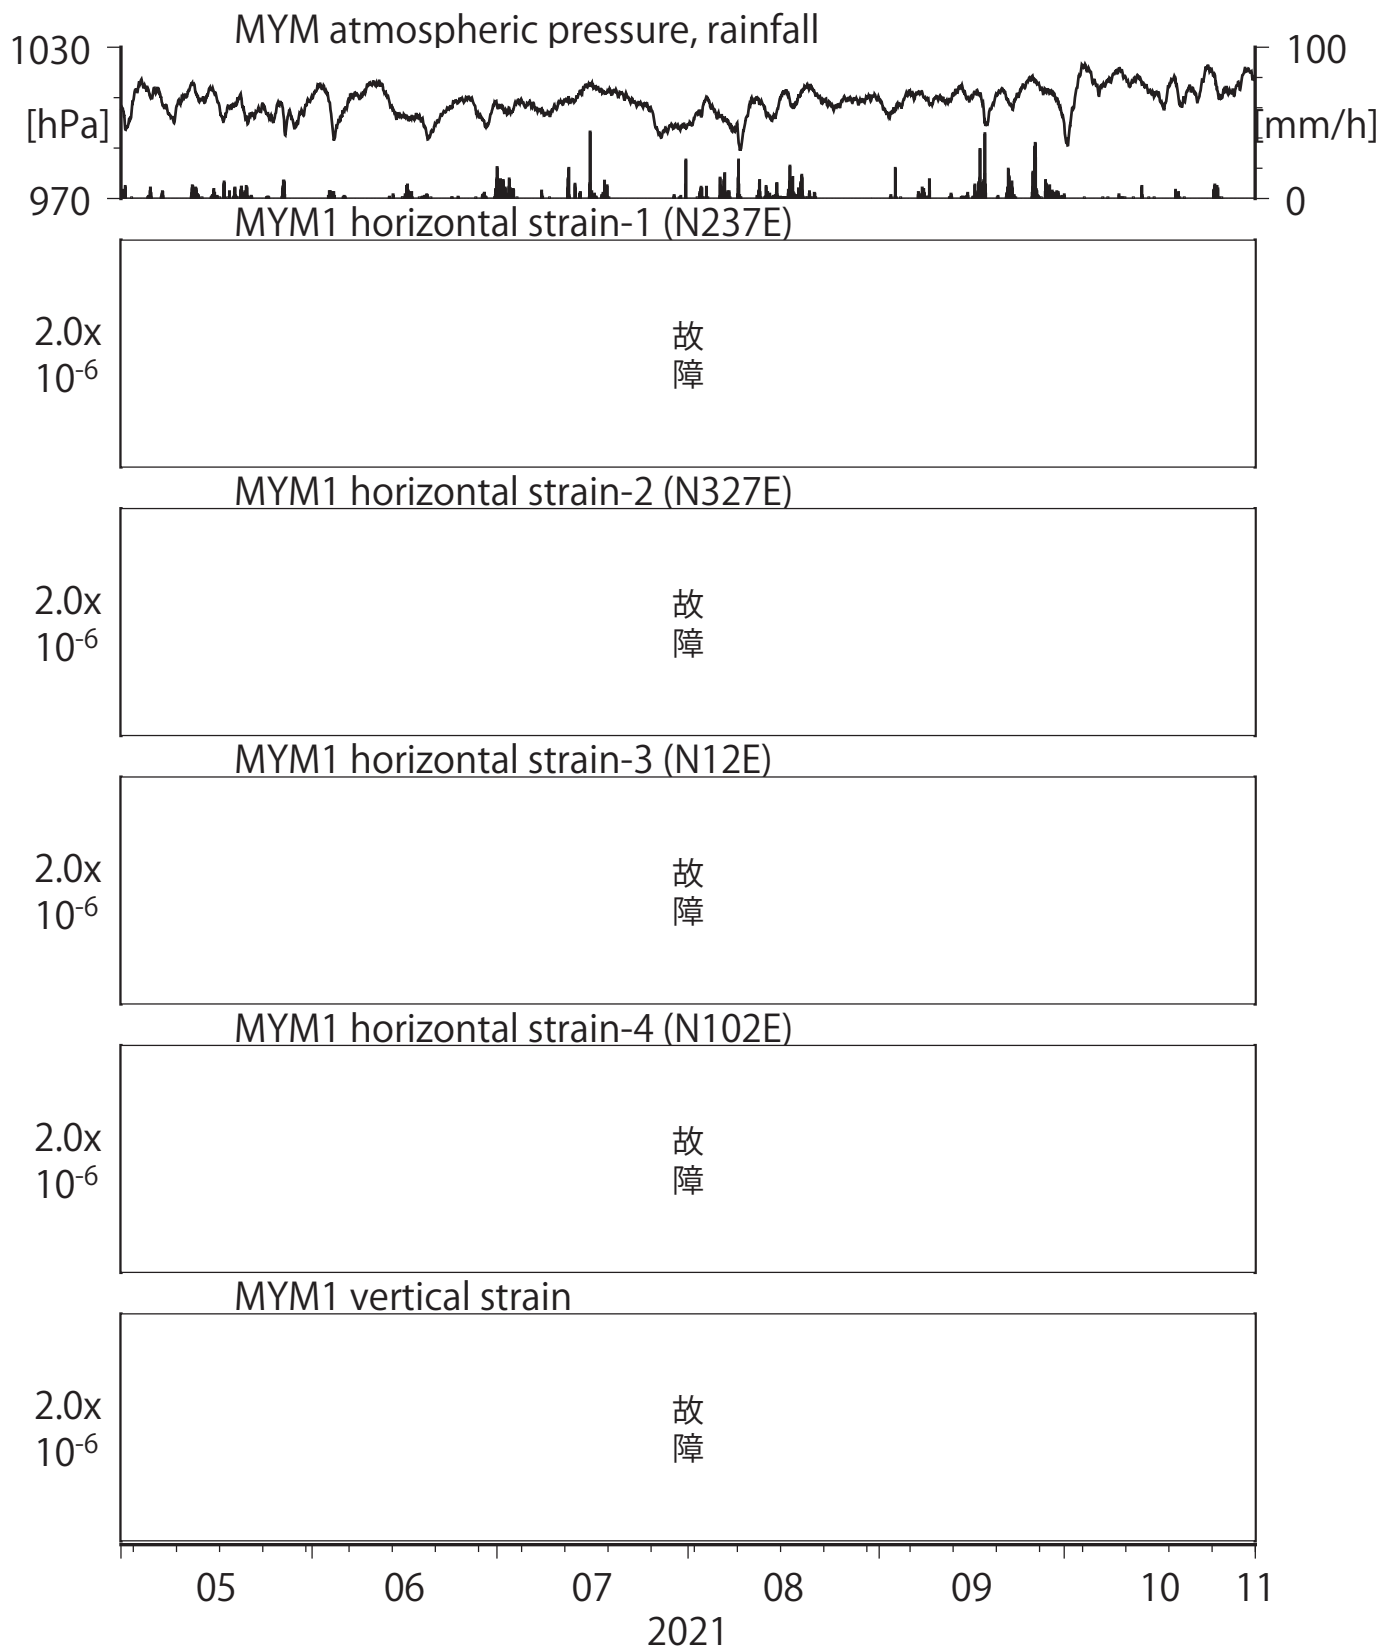 MYM atmospheric pressure, rainfall
1030
100
[hPa]
[mm/h]
970
0
MYM1 horizontal strain-1 (N237E)
2.0x
10-6
故
障
MYM1 horizontal strain-2 (N327E)
2.0x
10-6
故
障
MYM1 horizontal strain-3 (N12E)
2.0x
10-6
故
障
MYM1 horizontal strain-4 (N102E)
2.0x
10-6
故
障
MYM1 vertical strain
2.0x
10-6
故
障
05 06 07 08 09 10 11
2021